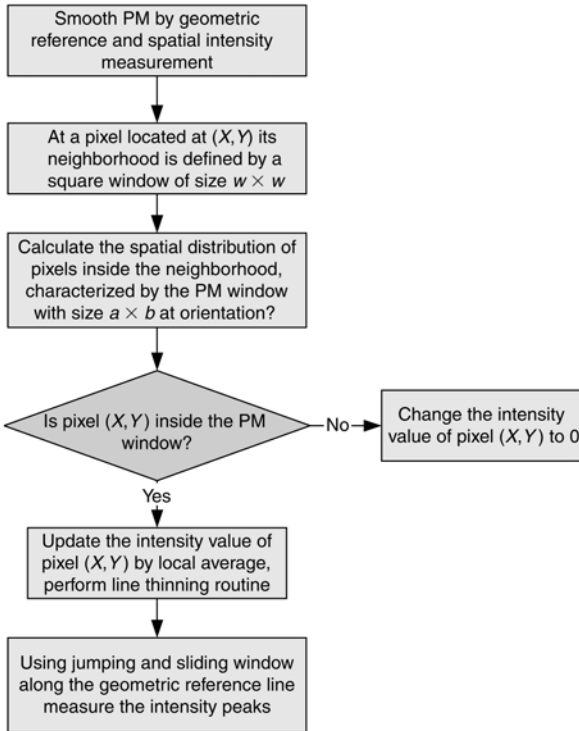 Smooth PM by geometric
reference and spatial intensity
measurement
At a pixel located at (X,Y) its
neighborhood is defined by a
square window of size w × w
Calculate the spatial distribution of
pixels inside the neighborhood,
characterized by the PM window
with size a × b at orientation?
Is pixel (X,Y) inside the PM
window?
No
Change the intensity
value of pixel (X,Y) to 0
Yes
Update the intensity value of
pixel (X,Y) by local average,
perform line thinning routine
Using jumping and sliding window
along the geometric reference line
measure the intensity peaks